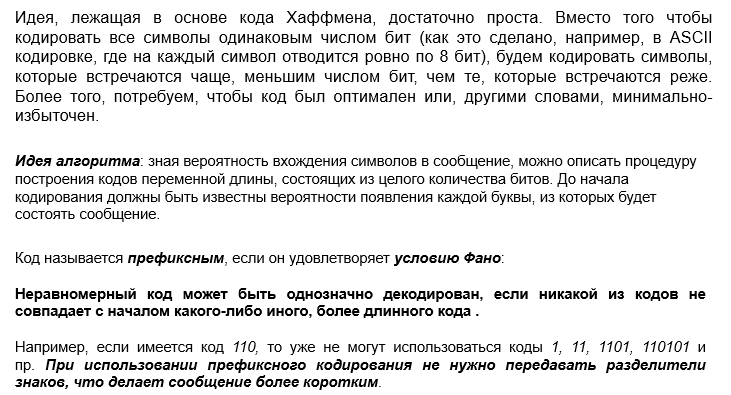 Идея, лежащая в основе кода Хаффмена, достаточно проста. Вместо того чтобы
кодировать все символы одинаковым числом бит (как это сделано, например, в ASCII
кодировке, где на каждый символ отводится ровно по 8 бит), будем кодировать символы,
которые встречаются чаще, меньшим числом бит, чем те, которые встречаются реже.
Более того, потребуем, чтобы код был оптимален или, другими словами, минимально-
избыточен.
Идея алгоритма: зная вероятность вхождения символов в сообщение, можно описать процедуру
построения кодов переменной длины, состоящих из целого количества битов. До начала
кодирования должны быть известны вероятности появления каждой буквы, из которых будет
состоять сообщение.
Код называется префиксным, если он удовлетворяет условию Фано:
Неравномерный код может быть однозначно декодирован, если никакой из кодов не
совпадает с началом какого-либо иного, более длинного кода .
Например, если имеется код 110, то уже не могут использоваться коды 1, 11, 1101, 110101 и
пр. При использовании префиксного кодирования не нужно передавать разделители
знаков, что делает сообщение более коротким.